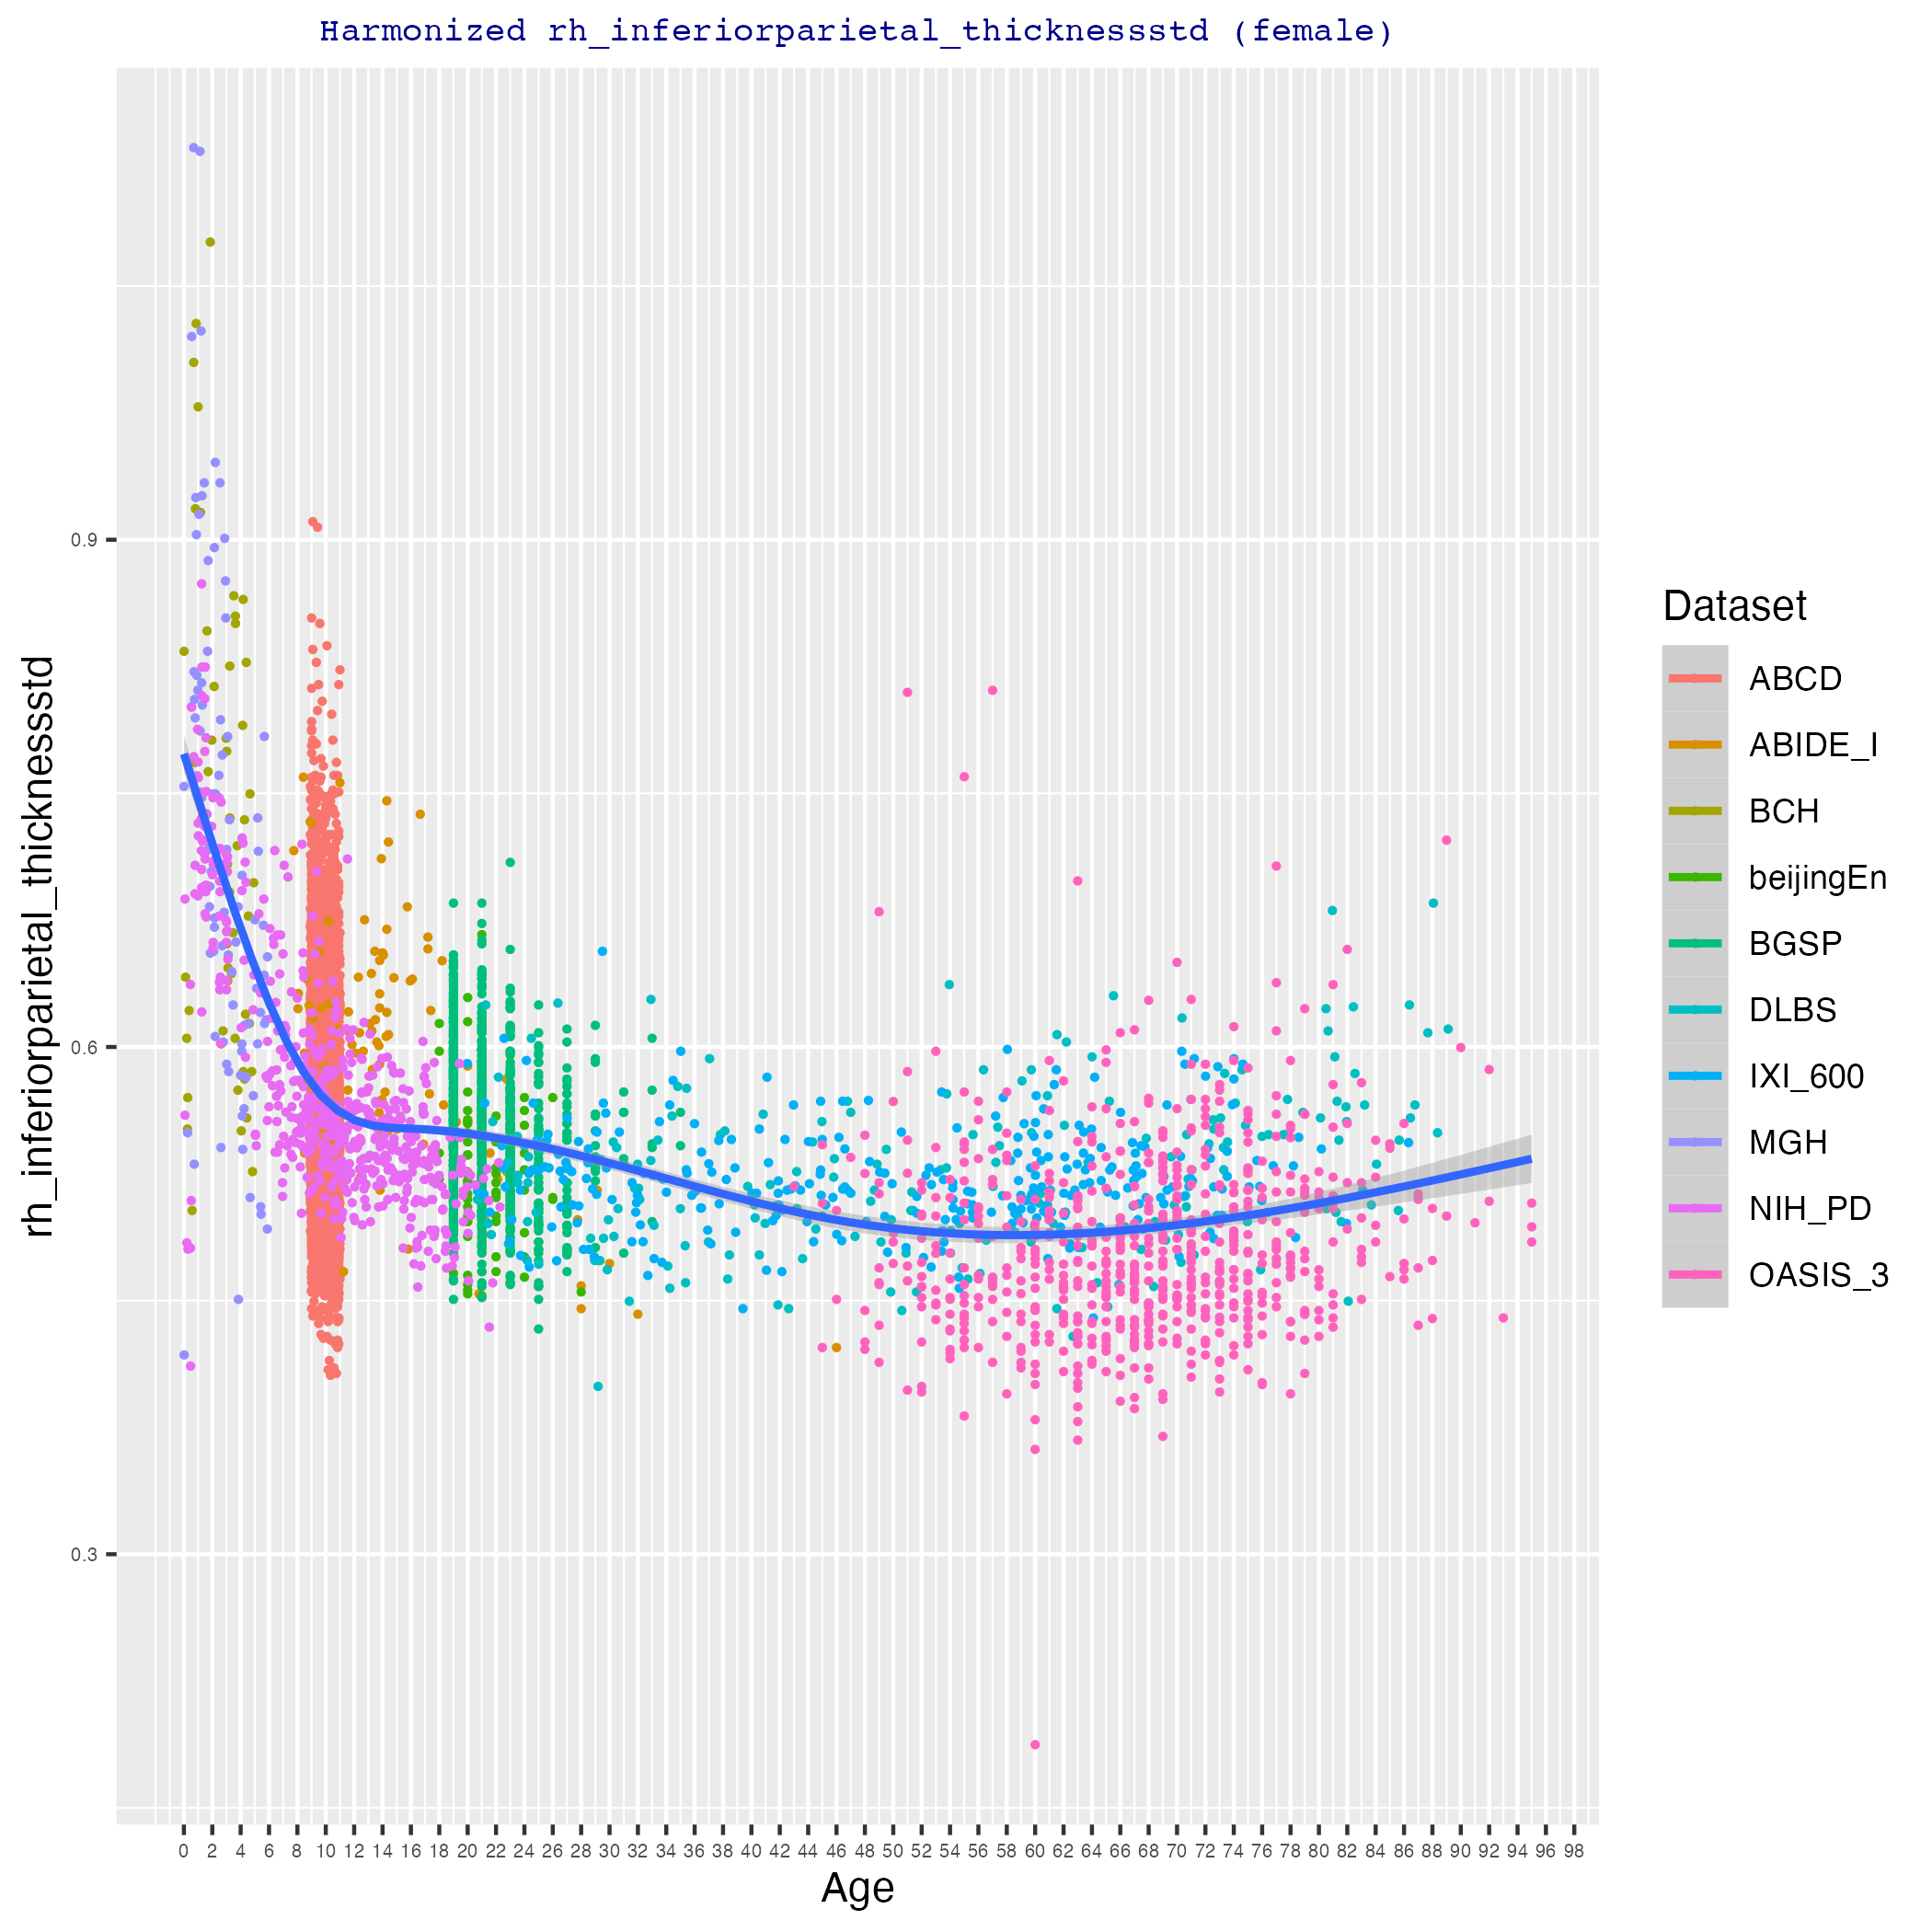 Harmonized rh_inferiorparietal_thicknessstd (female)
rh_inferiorparietal_thicknessstd
0.9
0.6
0.3
0 2 4 6 8 10 12 14 16 18 20 22 24 26 28 30 32 34 36 38 40 42 44 46 48 50 52 54 56 58 60 62 64 66 68 70 72 74 76 78 80 82 84 86 88 90 92 94 96 98
Age
Dataset
ABCD
ABIDE_I
BCH
beijingEn
BGSP
DLBS
IXI_600
MGH
NIH_PD
OASIS_3